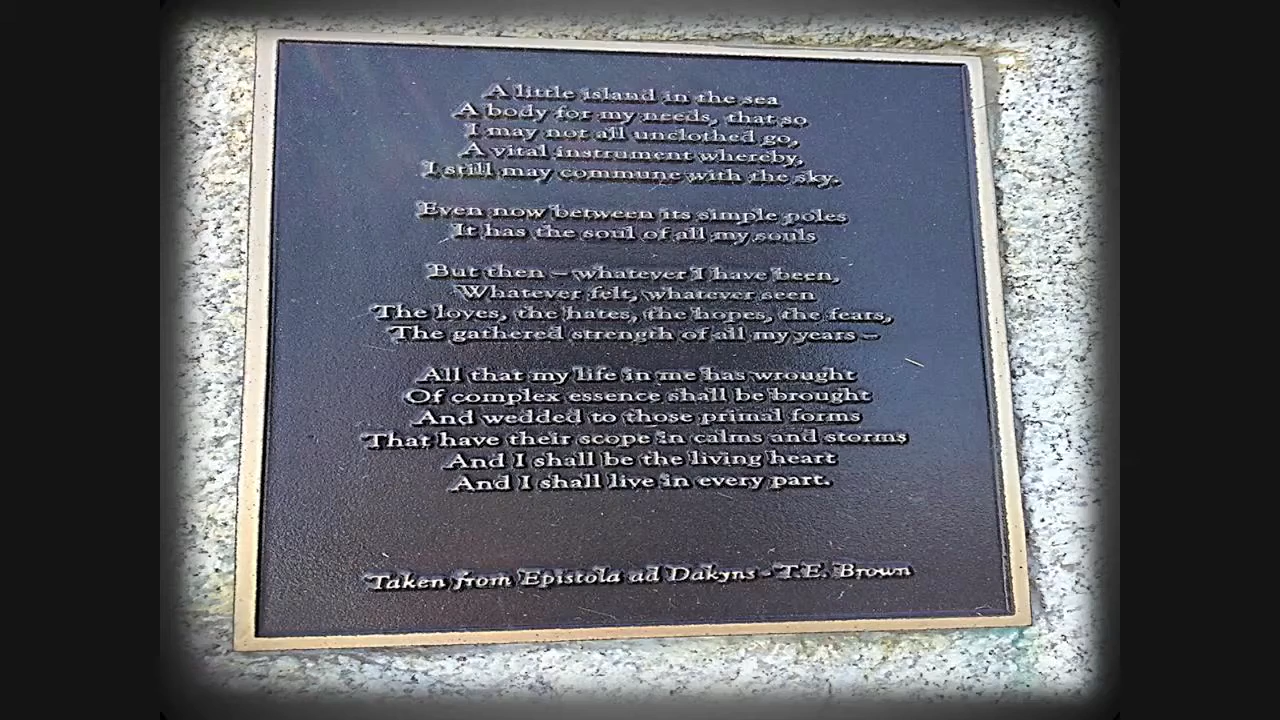 A little island in the sea
A body for my needs, that so
I may not all unclothed go,
A vital instrument whereby,
I still may commune with the sky.
Even now between its simple poles
It has the soul of all my souls
But then – whatever I have been,
Whatever felt, whatever seen
The loves, the hates, the hopes, the fears,
The gathered strength of all my years –
All that my life in me has wrought
Of complex essence shall be brought
And wedded to those primal forms
That have their scope in calms and storms
And I shall be the living heart
And I shall live in every part.
Taken from Epistola ad Dakyns - T.E. Brown